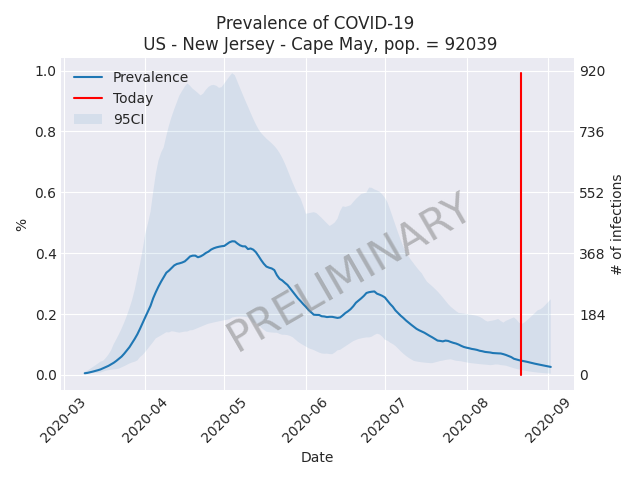 Prevalence of COVID-19
US - New Jersey - Cape May, pop. = 92039
Prevalence
Today
95CI
PRELIMINARY
%
1.0
0.8
0.6
0.4
0.2
0.0
920
736
552
368
184
0
# of infections
2020-03
2020-04
2020-05
2020-06
2020-07
2020-08
2020-09
Date